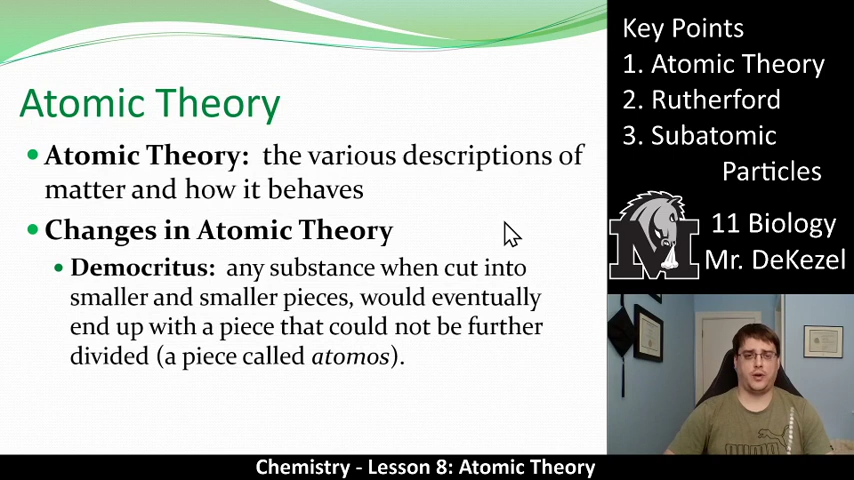 Atomic Theory
• Atomic Theory: the various descriptions of
matter and how it behaves
• Changes in Atomic Theory
• Democritus: any substance when cut into
smaller and smaller pieces, would eventually
end up with a piece that could not be further
divided (a piece called atomos).
Key Points
1. Atomic Theory
2. Rutherford
3. Subatomic
Particles
M
11 Biology
Mr. DeKezel
PUMA
Chemistry - Lesson 8: Atomic Theory